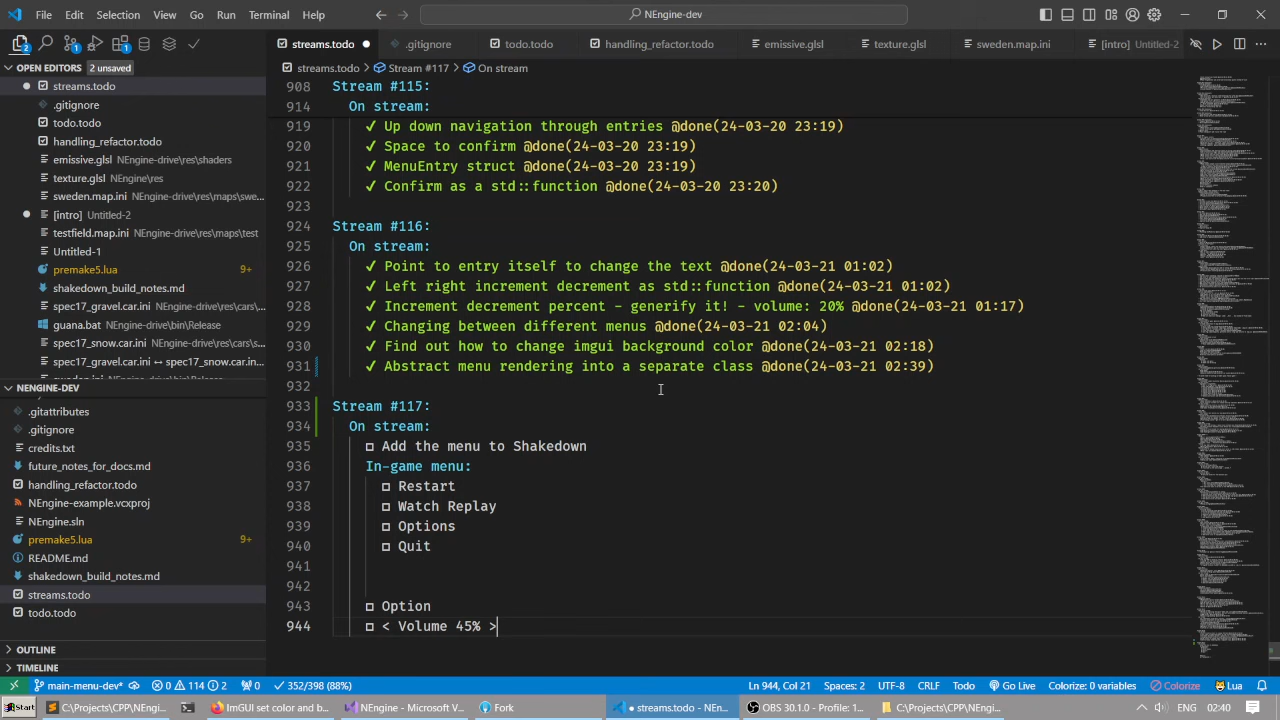 File Edit Selection View Go Run Terminal Help NEngine-dev
streams.todo .gitignore todo.todo handling_refactor.todo emissive.glsl texture.glsl sweden.map.ini [intro] Untitled-2
streams.todo > Stream #117: > On stream:
OPEN EDITORS 2 unsaved
streams.todo
.gitignore
todo.todo
handling_refactor.todo
emissive.glsl NEngine-drive\res\shaders
texture.glsl NEngine-drive\res\shaders
sweden.map.ini NEngine-drive\res\maps\swe...
[intro] Untitled-2
testfield.map.ini NEngine-drive\res\maps\test
Untitled-1
premake5.lua 9+
shakedown_build_notes.md
spec17_gravel.car.ini NEngine-drive\res\cars\...
guara.bat NEngine-drive\bin\Release
spec17_snow.car.ini ↔ spec17_snow.car.ini...
NENGINE-DEV
.gitattributes
.gitignore
credits.txt
future_refactor_docs.md
handling_refactor.todo
NEngine-example.vcxproj
NEngine.sln
premake5.lua 9+
README.md
shakedown_build_notes.md
streams.todo
todo.todo
OUTLINE
TIMELINE
908 Stream #115:
914 On stream:
919 ✔ Up down navigate through entries @done(24-03-20 23:19)
920 ✔ Space to confirm @done(24-03-20 23:19)
921 ✔ MenuEntry struct @done(24-03-20 23:19)
922 ✔ Confirm is a std::function @done(24-03-20 23:20)
923
924 Stream #116:
925 On stream:
926 ✔ Point to entry itself to change the text @done(24-03-21 01:02)
927 ✔ Left right increment decrement as std::function @done(24-03-21 01:02)
928 ✔ Increment decrement percentage generic it! - volume 20% @done(24-03-21 01:17)
929 ✔ Changing between different menus @done(24-03-21 02:07)
930 ✔ Find out how to change imgui background color @done(24-03-21 02:18)
931 ✔ Abstract menu rendering into a separate class @done(24-03-21 02:39)
932
933 Stream #117:
934 On stream:
935 ☐ Add the menu to shakedown
936 In-game menu:
937 ☐ Restart
938 ☐ Watch replay
939 ☐ Options
940 ☐ Quit
941
942
943 ☐ Options
944 ☐ < Volume 45% >
main-menu-dev* 0 114 2 0 352/398 (88%) Ln 944, Col 21 Spaces: 2 UTF-8 CRLF Todo Go Live Colorize: 0 variables Colorize Lua
Start C:\Projects\CPP\NEngi... ImGUI set color and b... NEngine - Microsoft V... Fork streams.todo - NEn... OBS 30.1.0 - Profile: 1... C:\Projects\CPP\NEngi... ENG 02:40